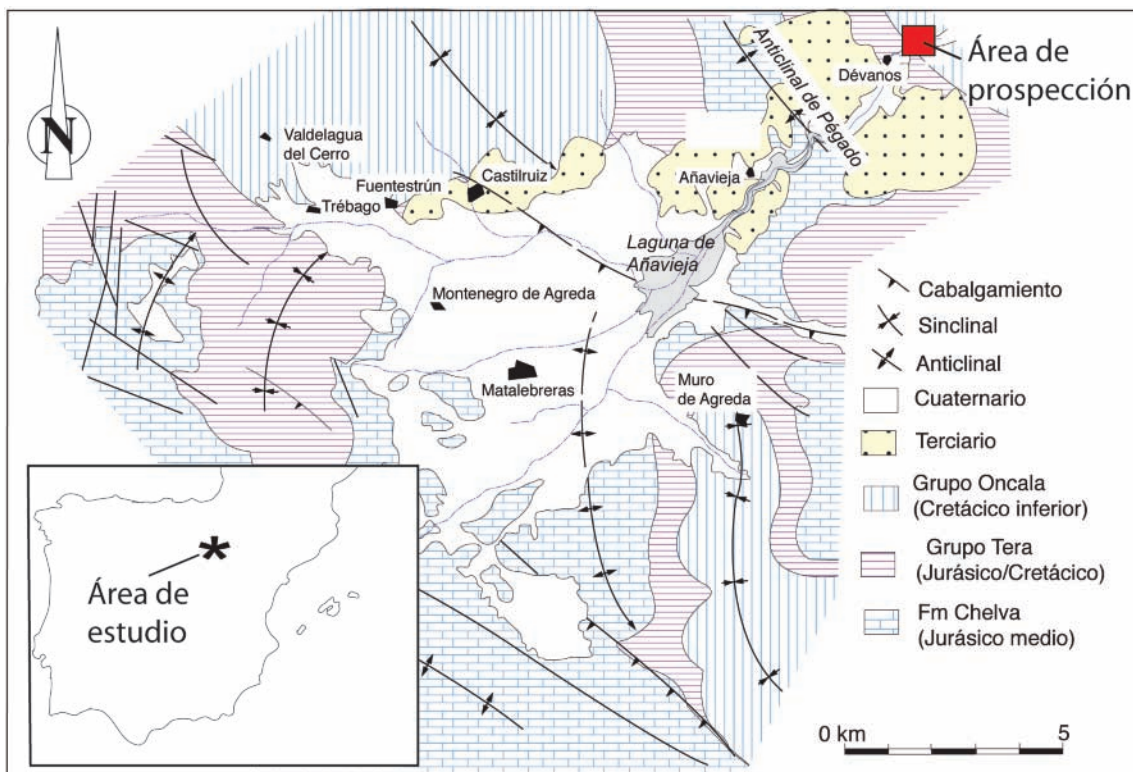 N
Valdelagua
del Cerro
Fuentestrún
Castilruiz
Trébago
Añavieja
Anticlinal de Pégado
Dévanos
Área de
prospección
Laguna de
Añavieja
Montenegro de Agreda
Matalebreras
Muro
de Agreda
Cabalgamiento
Sinclinal
Anticlinal
Cuaternario
Terciario
Grupo Oncala
(Cretácico inferior)
Grupo Tera
(Jurásico/Cretácico)
Fm Chelva
(Jurásico medio)
0 km 5
Área de
estudio